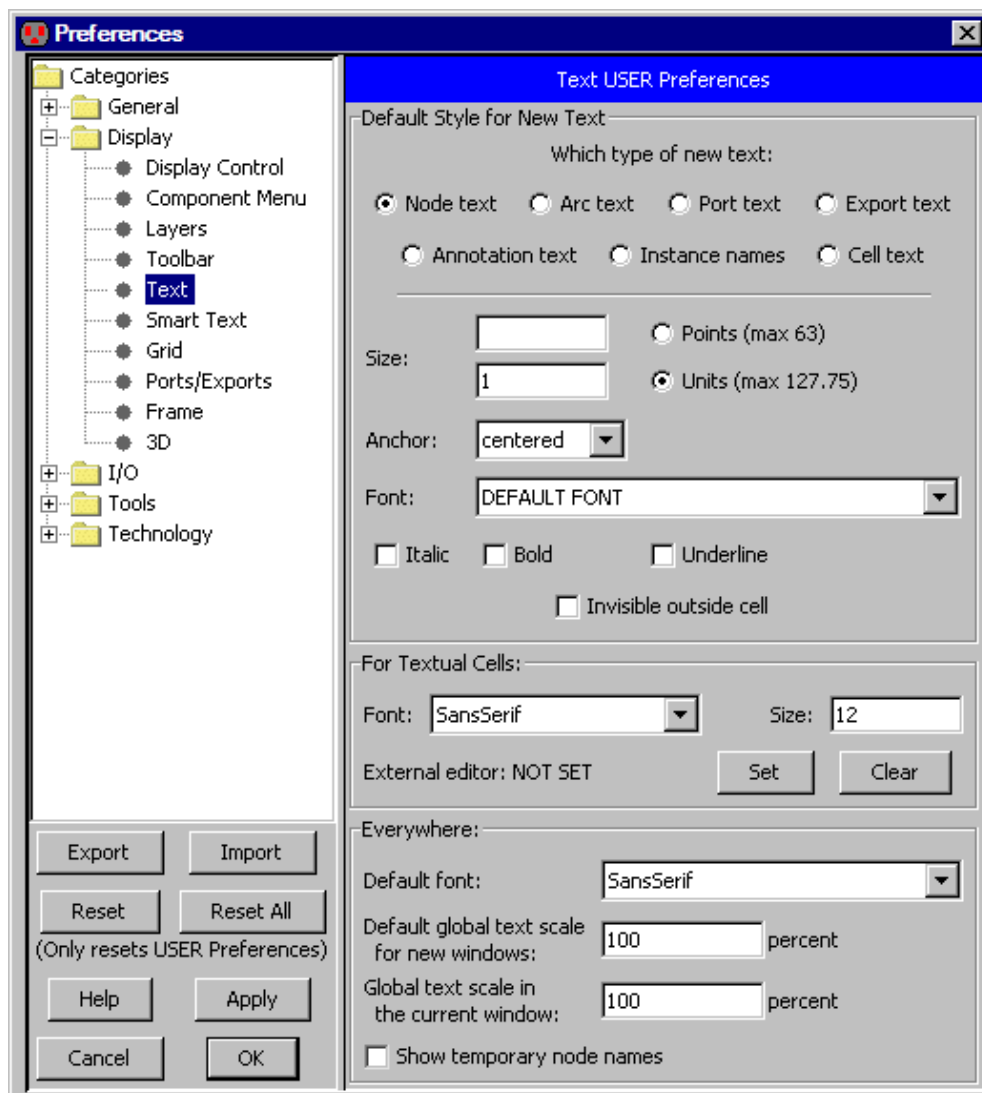 Preferences
Categories
General
Display
Display Control
Component Menu
Layers
Toolbar
Text
Smart Text
Grid
Ports/Exports
Frame
3D
I/O
Tools
Technology
Export Import
Reset Reset All
(Only resets USER Preferences)
Help Apply
Cancel OK
Text USER Preferences
Default Style for New Text
Which type of new text:
Node text Arc text Port text Export text
Annotation text Instance names Cell text
Size:
Points (max 63)
1 Units (max 127.75)
Anchor: centered
Font: DEFAULT FONT
Italic Bold Underline
Invisible outside cell
For Textual Cells:
Font: SansSerif Size: 12
External editor: NOT SET Set Clear
Everywhere:
Default font: SansSerif
Default global text scale
for new windows: 100 percent
Global text scale in
the current window: 100 percent
Show temporary node names